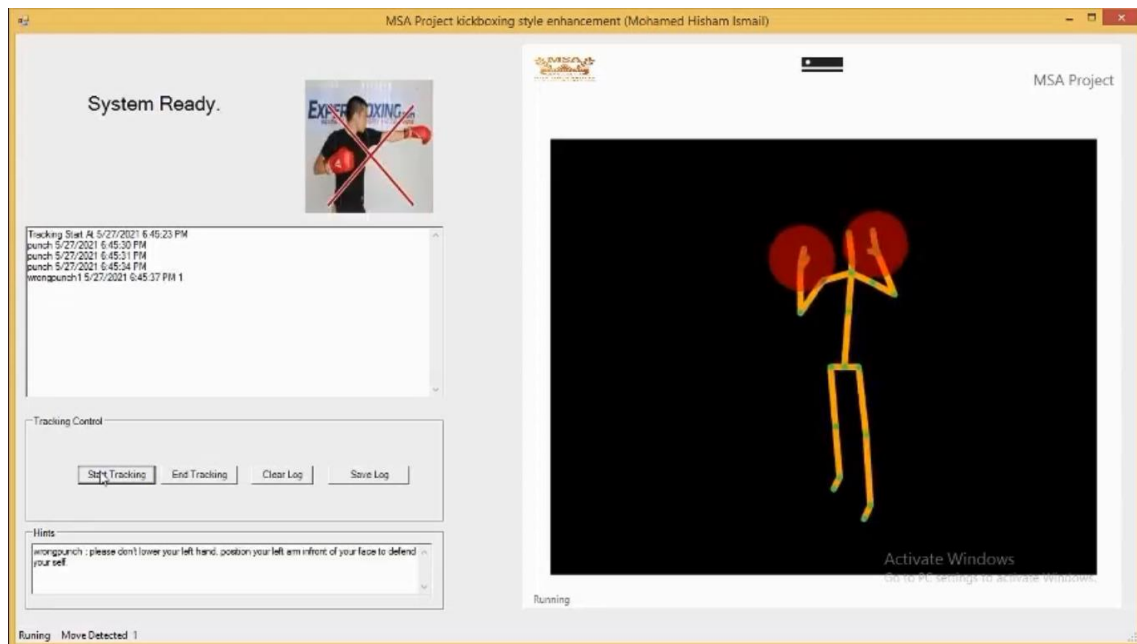 MSA Project kickboxing style enhancement (Mohamed Hisham Ismail)
System Ready.
MSA
MSA Project
Tracking Start At 5/27/2021 6:45:23 PM
punch 5/27/2021 6:45:30 PM
punch 5/27/2021 6:45:31 PM
punch 5/27/2021 6:45:34 PM
wrongpunch1 5/27/2021 6:45:37 PM 1
Tracking Control
Start Tracking
End Tracking
Clear Log
Save Log
Hints
wrongpunch : please don't lower your left hand, position your left arm infront of your face to defend
your self.
Activate Windows
Go to PC settings to activate Windows.
Running
Runing Move Detected 1